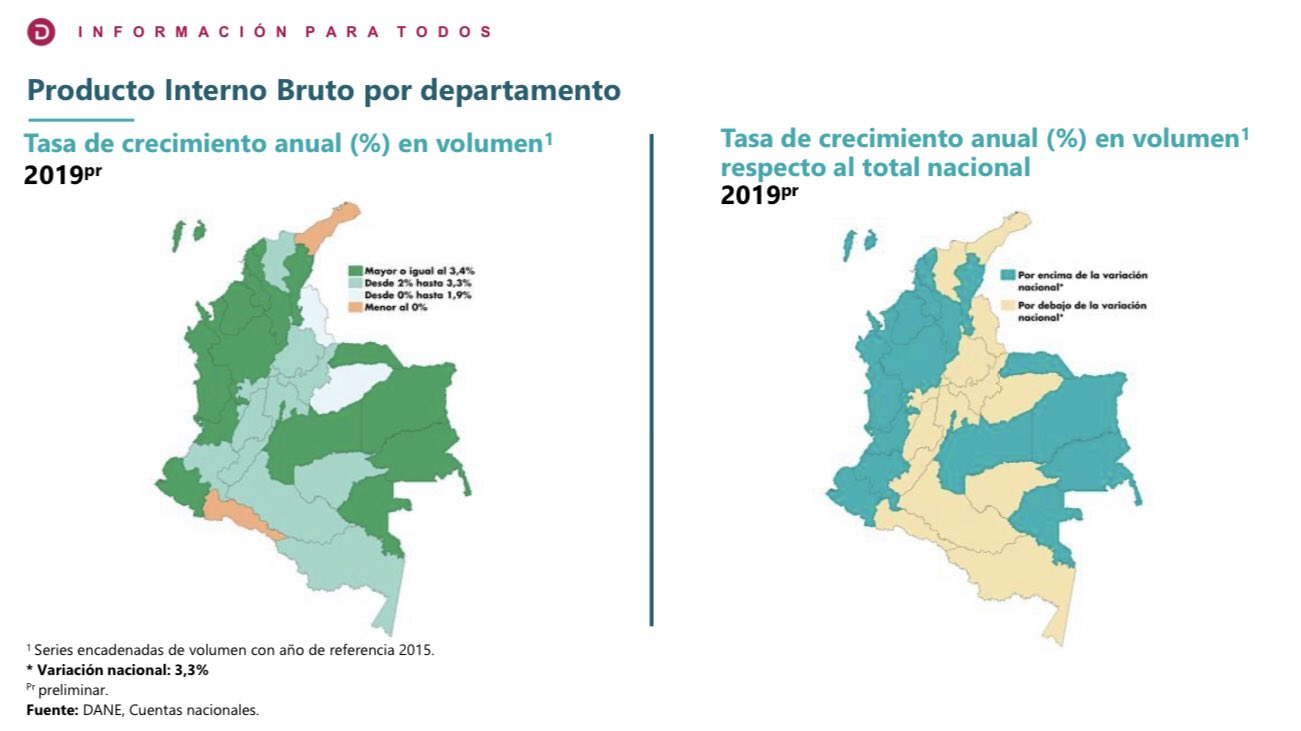 D INFORMACIÓN PARA TODOS
Producto Interno Bruto por departamento
Tasa de crecimiento anual (%) en volumen¹
2019ᵖʳ
Mayor o igual al 3,4%
Desde 2% hasta 3,3%
Desde 0% hasta 1,9%
Menor al 0%
Tasa de crecimiento anual (%) en volumen¹
respecto al total nacional
2019ᵖʳ
Por encima de la variación
nacional*
Por debajo de la variación
nacional*
¹ Series encadenadas de volumen con año de referencia 2015.
* Variación nacional: 3,3%
ᴾʳ preliminar.
Fuente: DANE, Cuentas nacionales.